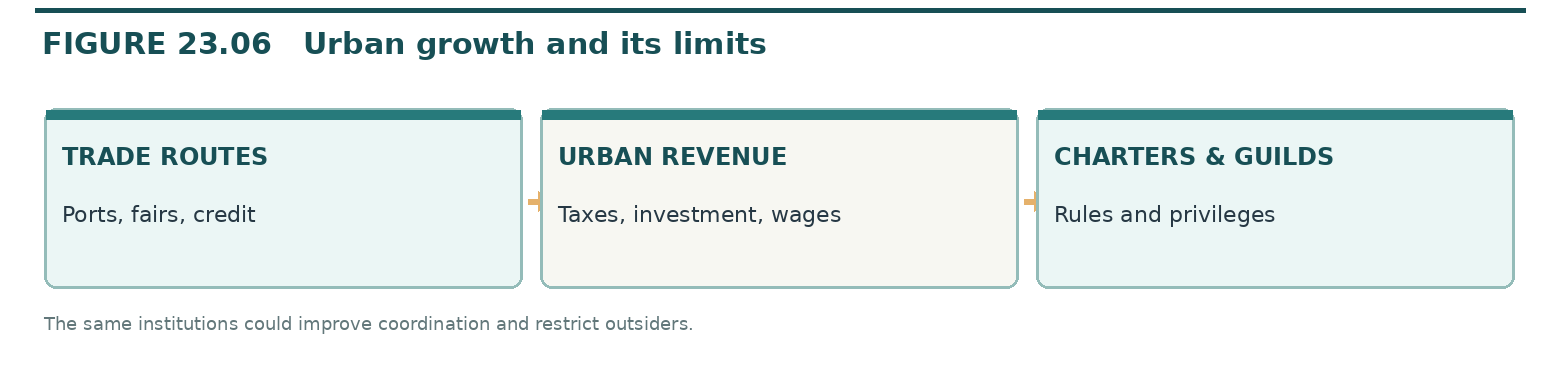 FIGURE 23.06 Urban growth and its limits
TRADE ROUTES
Ports, fairs, credit
URBAN REVENUE
Taxes, investment, wages
CHARTERS & GUILDS
Rules and privileges
The same institutions could improve coordination and restrict outsiders.